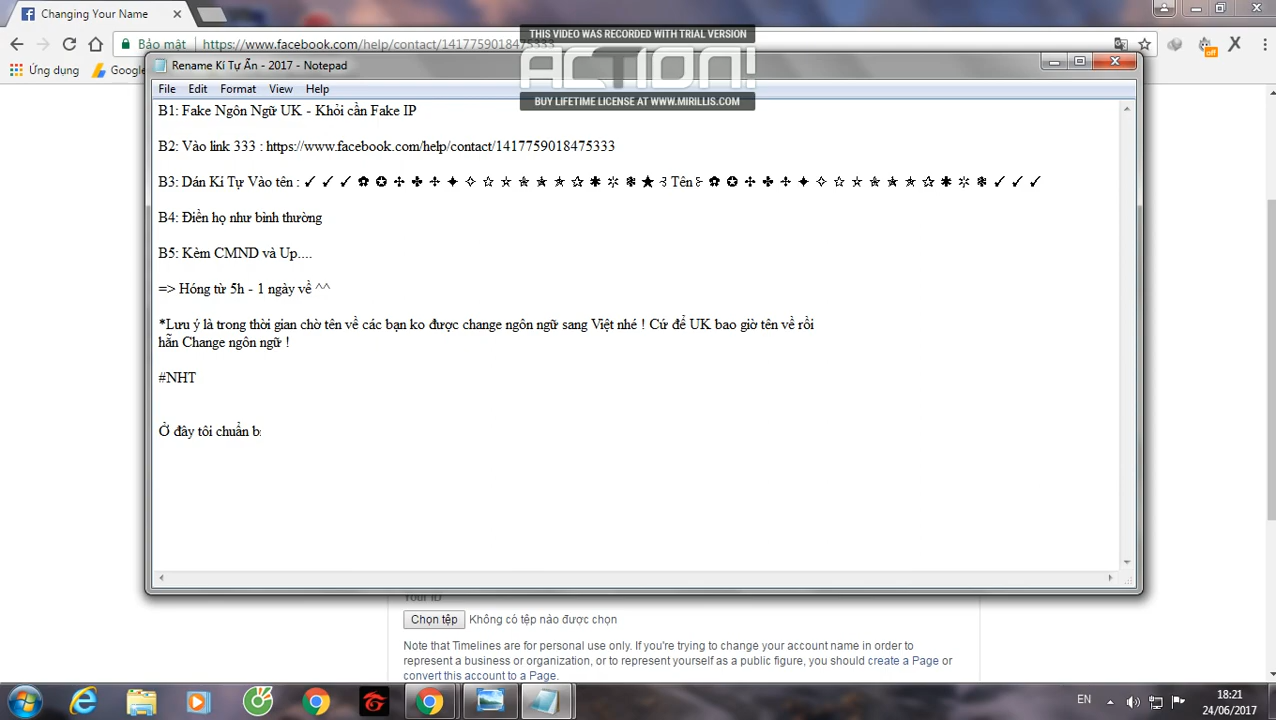 Changing Your Name
THIS VIDEO WAS RECORDED WITH TRIAL VERSION
ACTION!
BUY LIFETIME LICENSE AT WWW.MIRILLIS.COM
Bảo mật https://www.facebook.com/help/contact/1417759018475333
Ứng dụng Google
Rename Kí Tự Ẩn - 2017 - Notepad
File Edit Format View Help
B1: Fake Ngôn Ngữ UK - Khỏi cần Fake IP
B2: Vào link 333 : https://www.facebook.com/help/contact/1417759018475333
B3: Dán Kí Tự Vào tên : ✓ ✓ ✓ ✿ ✪ ✣ ✤ ✥ ✦ ✧ ✩ ✫ ✬ ✭ ✯ ✰ ✱ ✲ ❃ ★ ꒰ Tên ꒱ ✿ ✪ ✣ ✤ ✥ ✦ ✧ ✩ ✫ ✬ ✭ ✯ ✰ ✱ ✲ ❃ ✓ ✓ ✓
B4: Điền họ như bình thường
B5: Kèm CMND và Up....
=> Hóng từ 5h - 1 ngày về ^^
*Lưu ý là trong thời gian chờ tên về các bạn ko được change ngôn ngữ sang Việt nhé ! Cứ để UK bao giờ tên về rồi
hẵn Change ngôn ngữ !
#NHT
Ở đây tôi chuẩn b
Your ID
Chọn tệp Không có tệp nào được chọn
Note that Timelines are for personal use only. If you're trying to change your account name in order to
represent a business or organization, or to represent yourself as a public figure, you should create a Page or
convert this account to a Page.
EN
18:21
24/06/2017